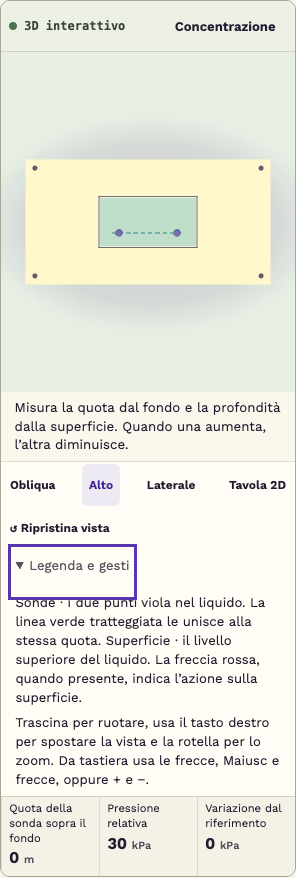 3D interattivo
Concentrazione
Misura la quota dal fondo e la profondità
dalla superficie. Quando una aumenta,
l’altra diminuisce.
Obliqua
Alto
Laterale
Tavola 2D
↺ Ripristina vista
▼ Legenda e gesti
Sonde · i due punti viola nel liquido. La
linea verde tratteggiata le unisce alla
stessa quota. Superficie · il livello
superiore del liquido. La freccia rossa,
quando presente, indica l’azione sulla
superficie.
Trascina per ruotare, usa il tasto destro
per spostare la vista e la rotella per lo
zoom. Da tastiera usa le frecce, Maiusc e
frecce, oppure + e −.
Quota della
sonda sopra il
fondo
0 m
Pressione
relativa
30 kPa
Variazione dal
riferimento
0 kPa